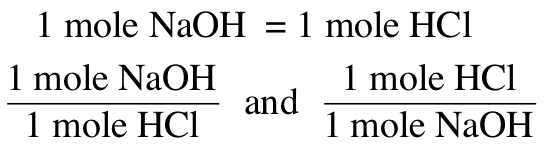 1 mole NaOH = 1 mole HCl
1 mole NaOH and 1 mole HCl
1 mole HCl 1 mole NaOH